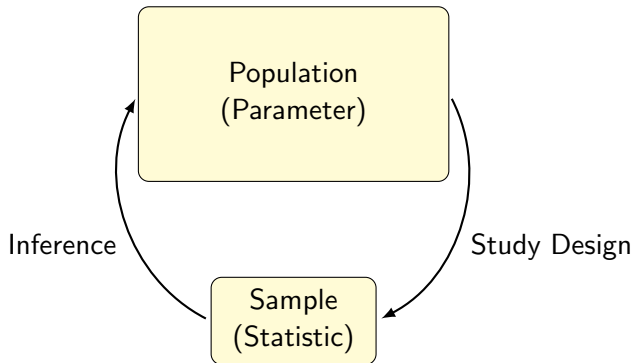 Population
(Parameter)
Inference
Study Design
Sample
(Statistic)